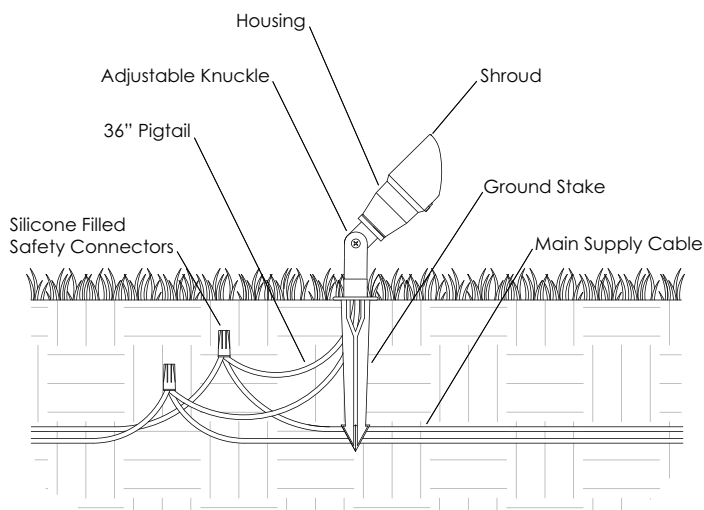 Housing
Adjustable Knuckle
Shroud
36” Pigtail
Ground Stake
Silicone Filled
Safety Connectors
Main Supply Cable